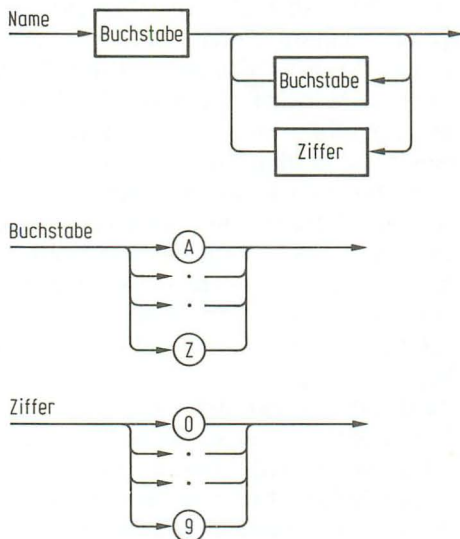 Name
Buchstabe
Buchstabe
Ziffer
Buchstabe
A
.
.
Z
Ziffer
0
.
.
9